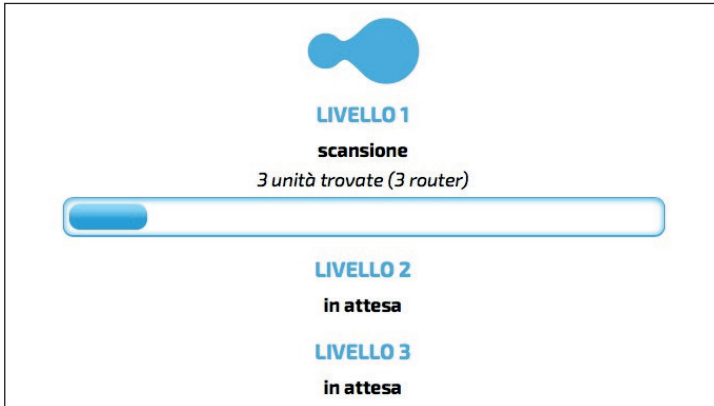 LIVELLO 1
scansione
3 unità trovate (3 router)
LIVELLO 2
in attesa
LIVELLO 3
in attesa